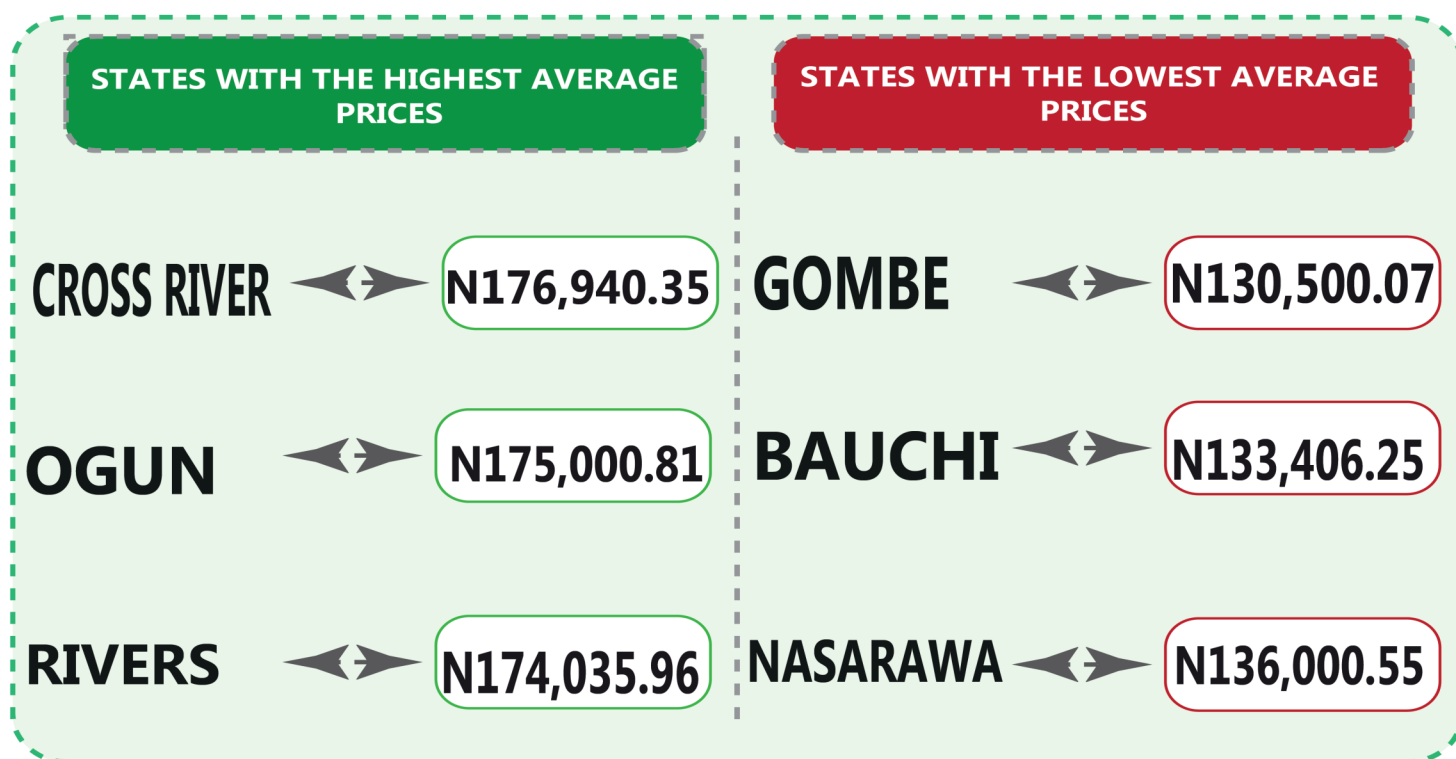 STATES WITH THE HIGHEST AVERAGE
PRICES
CROSS RIVER N176,940.35
OGUN N175,000.81
RIVERS N174,035.96
STATES WITH THE LOWEST AVERAGE
PRICES
GOMBE N130,500.07
BAUCHI N133,406.25
NASARAWA N136,000.55